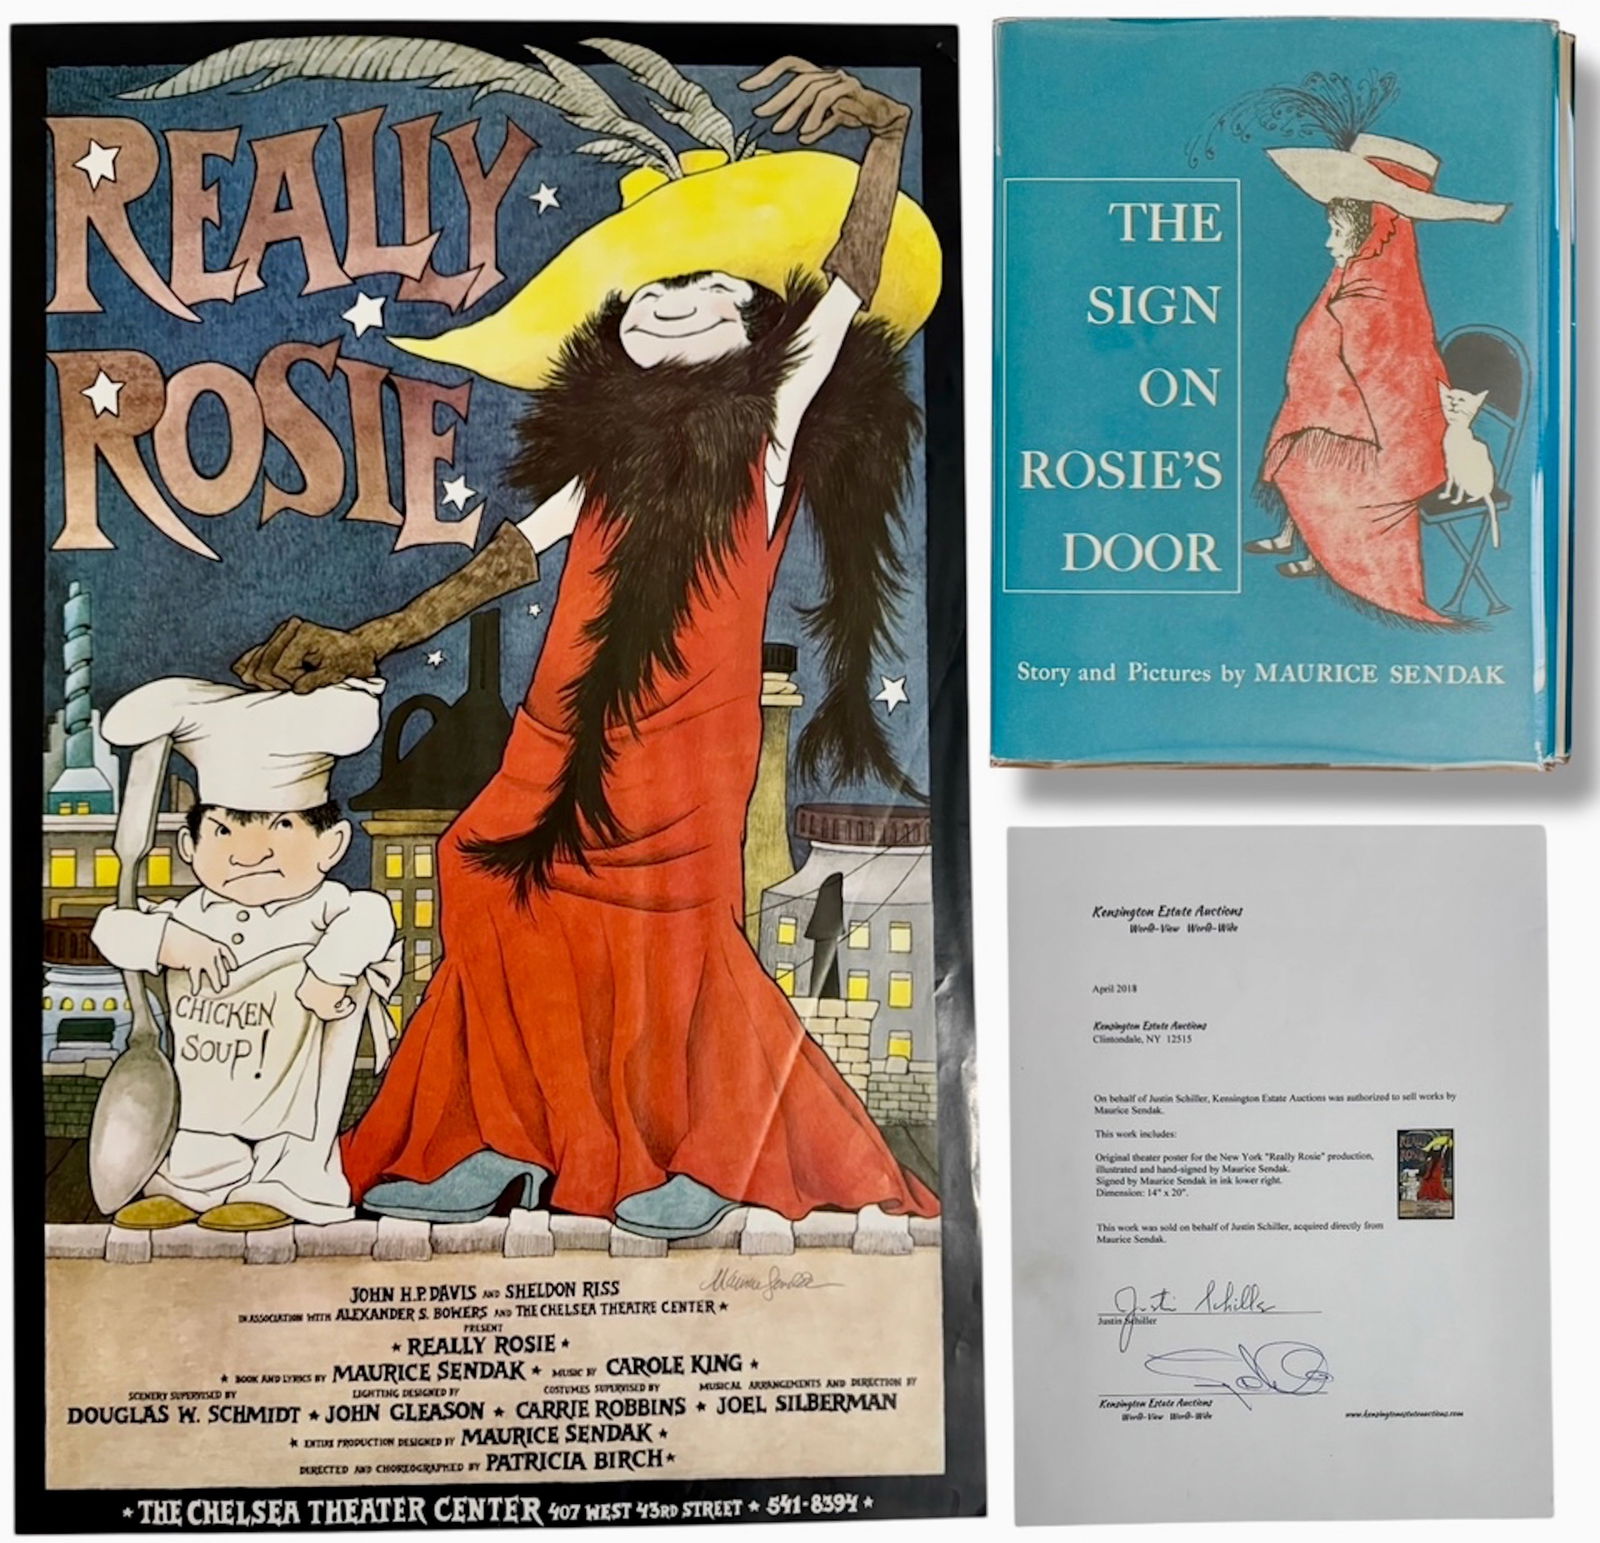 REALLY
ROSIE
CHICKEN
SOUP!
Maurice Sendak
JOHN H.P. DAVIS AND SHELDON RISS
IN ASSOCIATION WITH ALEXANDER S. BOWERS AND THE CHELSEA THEATRE CENTER ★
PRESENT
★ REALLY ROSIE ★
★ BOOK AND LYRICS BY MAURICE SENDAK ★ MUSIC BY CAROLE KING ★
SCENERY SUPERVISED BY LIGHTING DESIGNED BY COSTUMES SUPERVISED BY MUSICAL ARRANGEMENTS AND DIRECTION BY
DOUGLAS W. SCHMIDT ★ JOHN GLEASON ★ CARRIE ROBBINS ★ JOEL SILBERMAN
★ ENTIRE PRODUCTION DESIGNED BY MAURICE SENDAK ★
DIRECTED AND CHOREOGRAPHED BY PATRICIA BIRCH ★
★ THE CHELSEA THEATER CENTER 407 WEST 43RD STREET ★ 541-8394 ★
THE
SIGN
ON
ROSIE'S
DOOR
Story and Pictures by MAURICE SENDAK
Kensington Estate Auctions
World-View World-Wide
April 2018
Kensington Estate Auctions
Clintondale, NY 12515
On behalf of Justin Schiller, Kensington Estate Auctions was authorized to sell works by
Maurice Sendak.
This work includes:
Original theater poster for the New York "Really Rosie" production,
illustrated and hand-signed by Maurice Sendak.
Signed by Maurice Sendak in ink lower right.
Dimension: 14" x 20".
REALLY
ROSIE
This work was sold on behalf of Justin Schiller, acquired directly from
Maurice Sendak.
Justin Schiller
Justin Schiller
Kensington Estate Auctions
World-View World-Wide
www.kensingtonestateauctions.com